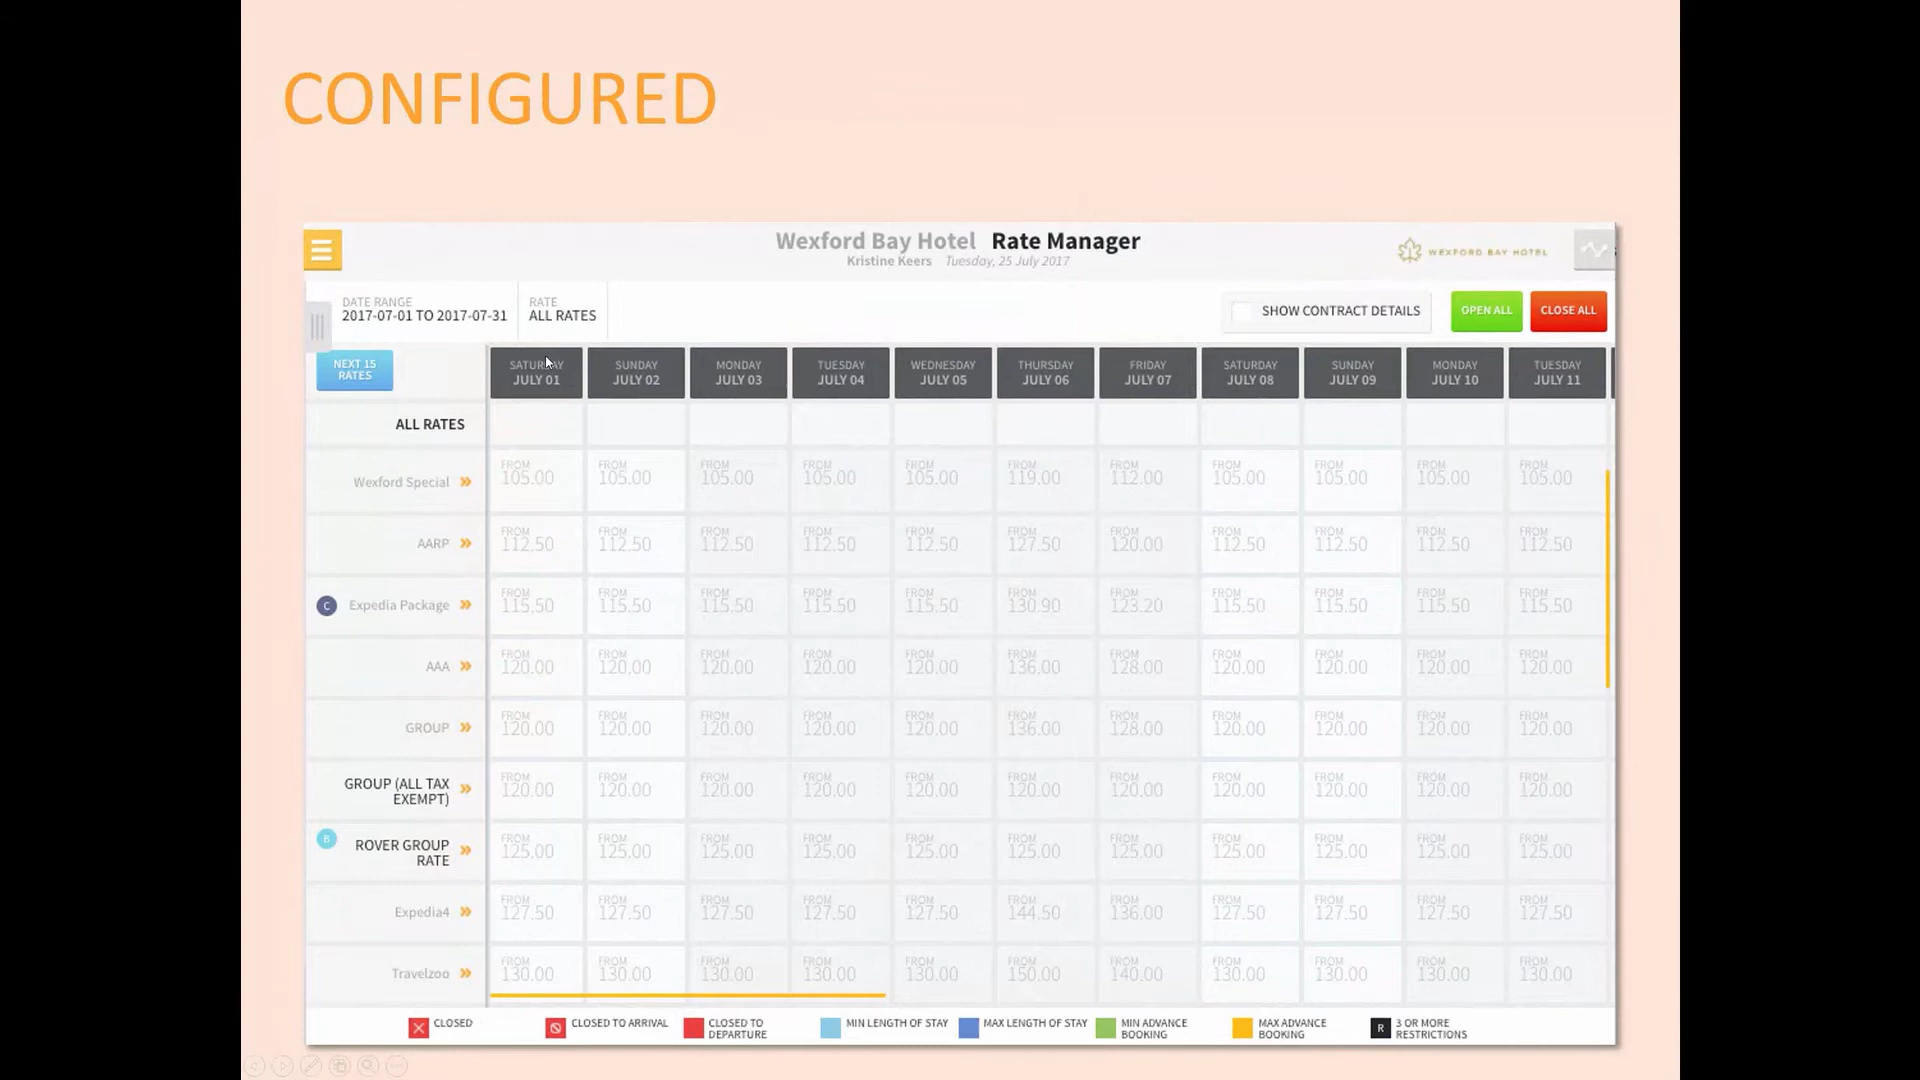 CONFIGURED
Wexford Bay Hotel Rate Manager
Kristine Keers Tuesday, 25 July 2017
WEXFORD BAY HOTEL
DATE RANGE
2017-07-01 TO 2017-07-31
RATE
ALL RATES
SHOW CONTRACT DETAILS
OPEN ALL
CLOSE ALL
NEXT 15
RATES
SATURDAY SUNDAY MONDAY TUESDAY WEDNESDAY THURSDAY FRIDAY SATURDAY SUNDAY MONDAY TUESDAY
JULY 01 JULY 02 JULY 03 JULY 04 JULY 05 JULY 06 JULY 07 JULY 08 JULY 09 JULY 10 JULY 11
ALL RATES
FROM FROM FROM FROM FROM FROM FROM FROM FROM FROM FROM
Wexford Special 105.00 105.00 105.00 105.00 105.00 119.00 112.00 105.00 105.00 105.00 105.00
FROM FROM FROM FROM FROM FROM FROM FROM FROM FROM FROM
AARP 112.50 112.50 112.50 112.50 112.50 127.50 120.00 112.50 112.50 112.50 112.50
FROM FROM FROM FROM FROM FROM FROM FROM FROM FROM FROM
C Expedia Package 115.50 115.50 115.50 115.50 115.50 130.90 123.20 115.50 115.50 115.50 115.50
FROM FROM FROM FROM FROM FROM FROM FROM FROM FROM FROM
AAA 120.00 120.00 120.00 120.00 120.00 136.00 128.00 120.00 120.00 120.00 120.00
FROM FROM FROM FROM FROM FROM FROM FROM FROM FROM FROM
GROUP 120.00 120.00 120.00 120.00 120.00 136.00 128.00 120.00 120.00 120.00 120.00
GROUP (ALL TAX
EXEMPT)
FROM FROM FROM FROM FROM FROM FROM FROM FROM FROM FROM
120.00 120.00 120.00 120.00 120.00 120.00 120.00 120.00 120.00 120.00 120.00
B ROVER GROUP
RATE
FROM FROM FROM FROM FROM FROM FROM FROM FROM FROM FROM
125.00 125.00 125.00 125.00 125.00 125.00 125.00 125.00 125.00 125.00 125.00
FROM FROM FROM FROM FROM FROM FROM FROM FROM FROM FROM
Expedia4 127.50 127.50 127.50 127.50 127.50 144.50 136.00 127.50 127.50 127.50 127.50
FROM FROM FROM FROM FROM FROM FROM FROM FROM FROM FROM
Travelzoo 130.00 130.00 130.00 130.00 130.00 150.00 140.00 130.00 130.00 130.00 130.00
CLOSED
CLOSED TO ARRIVAL
CLOSED TO
DEPARTURE
MIN LENGTH OF STAY
MAX LENGTH OF STAY
MIN ADVANCE
BOOKING
MAX ADVANCE
BOOKING
R 3 OR MORE
RESTRICTIONS